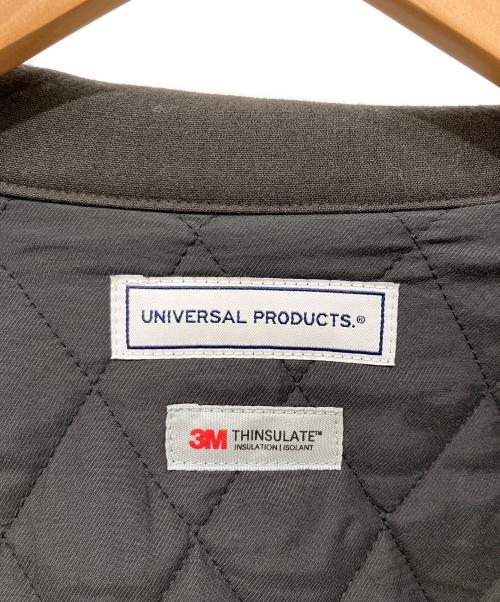 UNIVERSAL PRODUCTS.®
3M THINSULATE™
INSULATION | ISOLANT